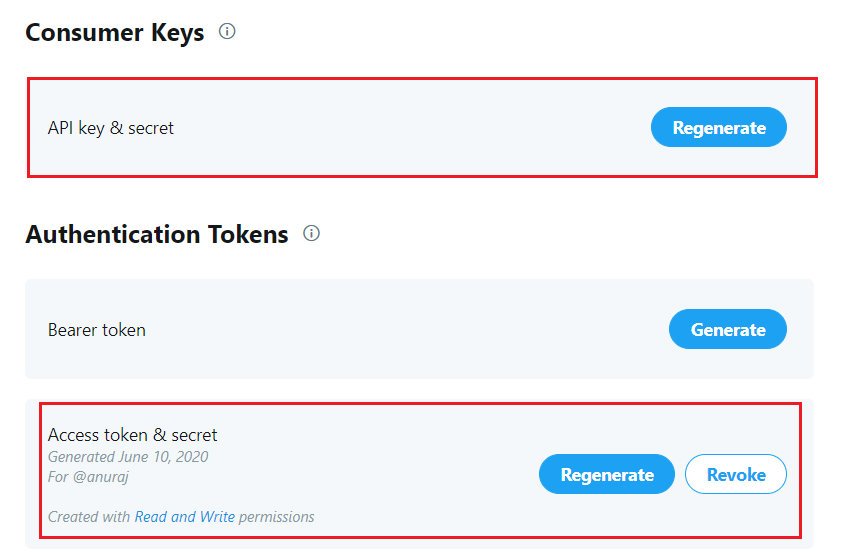 Consumer Keys
API key & secret
Regenerate
Authentication Tokens
Bearer token
Generate
Access token & secret
Generated June 10, 2020
For @anuraj
Regenerate
Revoke
Created with Read and Write permissions